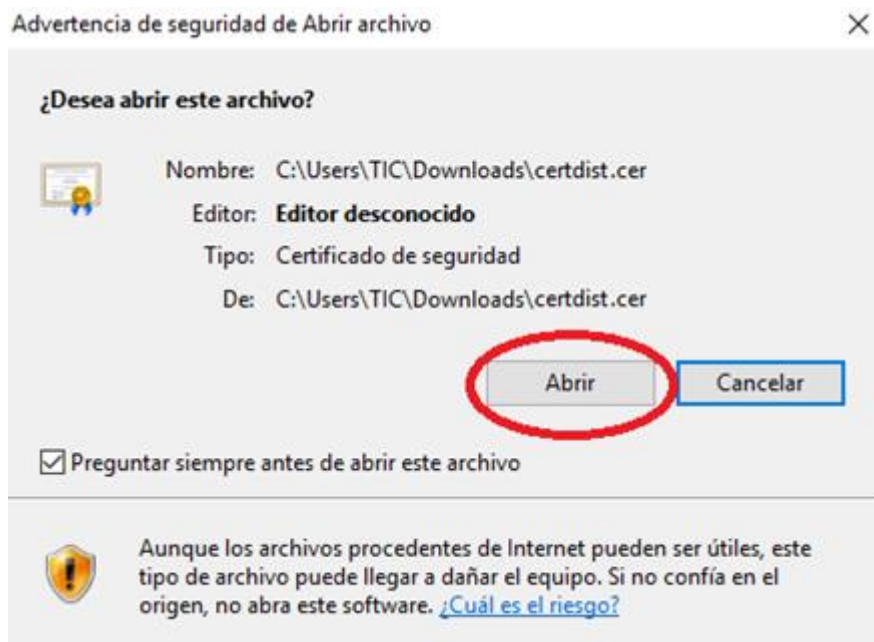 Advertencia de seguridad de Abrir archivo
¿Desea abrir este archivo?
Nombre: C:\Users\TIC\Downloads\certdist.cer
Editor: Editor desconocido
Tipo: Certificado de seguridad
De: C:\Users\TIC\Downloads\certdist.cer
Abrir Cancelar
Preguntar siempre antes de abrir este archivo
Aunque los archivos procedentes de Internet pueden ser útiles, este
tipo de archivo puede llegar a dañar el equipo. Si no confía en el
origen, no abra este software. ¿Cuál es el riesgo?